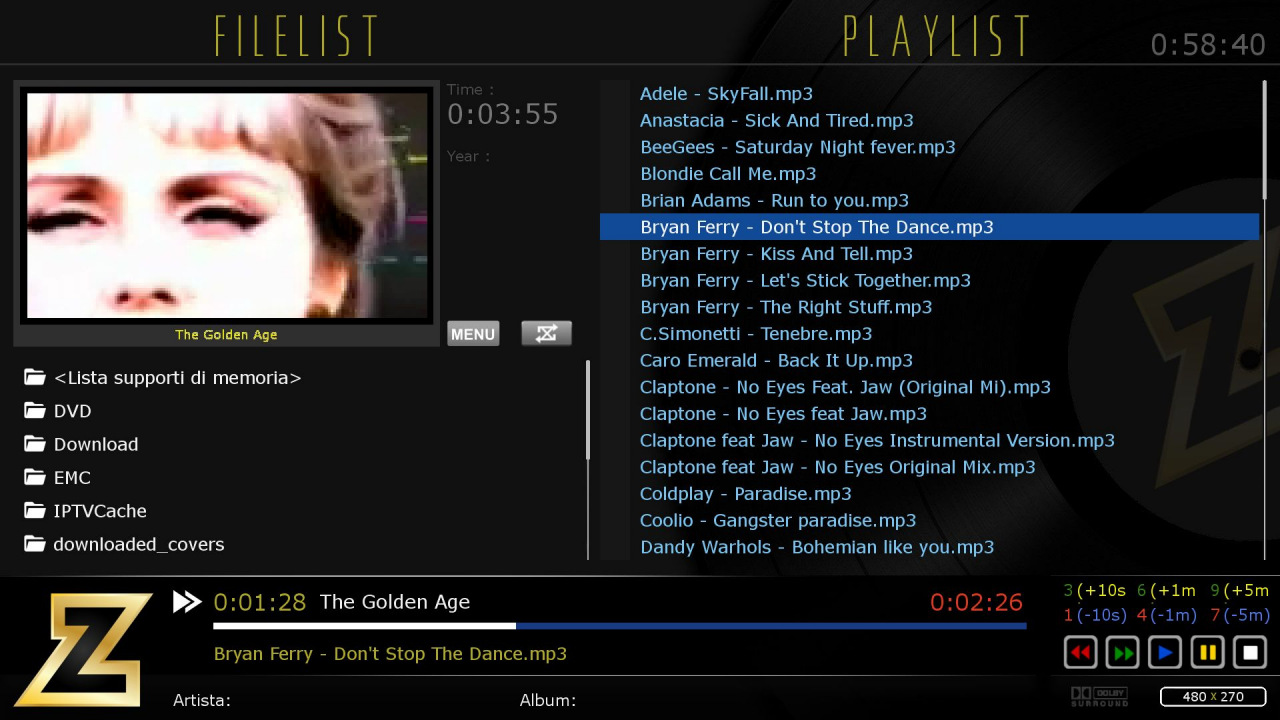 FILELIST
PLAYLIST
0:58:40
Time :
0:03:55
Year :
The Golden Age
MENU
<Lista supporti di memoria>
DVD
Download
EMC
IPTVCache
downloaded_covers
Adele - SkyFall.mp3
Anastacia - Sick And Tired.mp3
BeeGees - Saturday Night fever.mp3
Blondie Call Me.mp3
Brian Adams - Run to you.mp3
Bryan Ferry - Don't Stop The Dance.mp3
Bryan Ferry - Kiss And Tell.mp3
Bryan Ferry - Let's Stick Together.mp3
Bryan Ferry - The Right Stuff.mp3
C.Simonetti - Tenebre.mp3
Caro Emerald - Back It Up.mp3
Claptone - No Eyes Feat. Jaw (Original Mi).mp3
Claptone - No Eyes feat Jaw.mp3
Claptone feat Jaw - No Eyes Instrumental Version.mp3
Claptone feat Jaw - No Eyes Original Mix.mp3
Coldplay - Paradise.mp3
Coolio - Gangster paradise.mp3
Dandy Warhols - Bohemian like you.mp3
Z
0:01:28 The Golden Age 0:02:26
Bryan Ferry - Don't Stop The Dance.mp3
Artista: Album:
3 (+10s 6 (+1m 9 (+5m
1 (-10s) 4 (-1m) 7 (-5m)
DOLBY
SURROUND
480 x 270